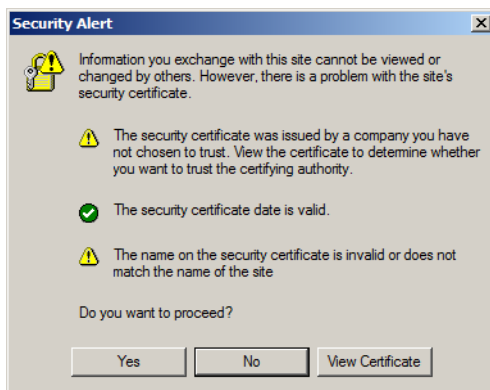 Security Alert
Information you exchange with this site cannot be viewed or
changed by others. However, there is a problem with the site's
security certificate.
The security certificate was issued by a company you have
not chosen to trust. View the certificate to determine whether
you want to trust the certifying authority.
The security certificate date is valid.
The name on the security certificate is invalid or does not
match the name of the site
Do you want to proceed?
Yes No View Certificate